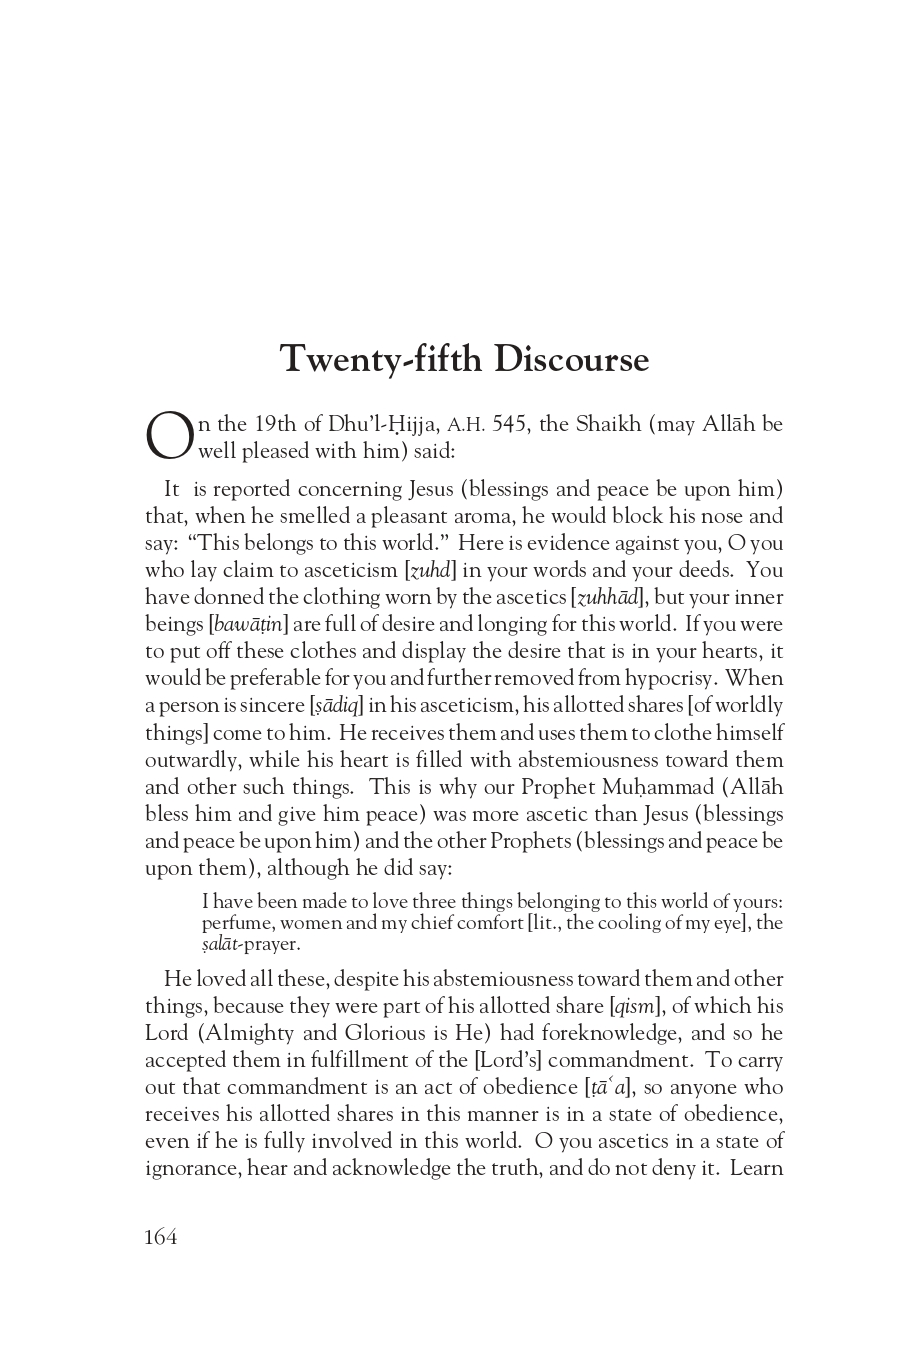 Twenty-fifth Discourse
On the 19th of Dhu’l-Ḥijja, A.H. 545, the Shaikh (may Allāh be
well pleased with him) said:
It is reported concerning Jesus (blessings and peace be upon him)
that, when he smelled a pleasant aroma, he would block his nose and
say: “This belongs to this world.” Here is evidence against you, O you
who lay claim to asceticism [zuhd] in your words and your deeds. You
have donned the clothing worn by the ascetics [zuhhād], but your inner
beings [bawāṭin] are full of desire and longing for this world. If you were
to put off these clothes and display the desire that is in your hearts, it
would be preferable for you and further removed from hypocrisy. When
a person is sincere [ṣādiq] in his asceticism, his allotted shares [of worldly
things] come to him. He receives them and uses them to clothe himself
outwardly, while his heart is filled with abstemiousness toward them
and other such things. This is why our Prophet Muḥammad (Allāh
bless him and give him peace) was more ascetic than Jesus (blessings
and peace be upon him) and the other Prophets (blessings and peace be
upon them), although he did say:
I have been made to love three things belonging to this world of yours:
perfume, women and my chief comfort [lit., the cooling of my eye], the
ṣalāt-prayer.
He loved all these, despite his abstemiousness toward them and other
things, because they were part of his allotted share [qism], of which his
Lord (Almighty and Glorious is He) had foreknowledge, and so he
accepted them in fulfillment of the [Lord’s] commandment. To carry
out that commandment is an act of obedience [ṭāʿa], so anyone who
receives his allotted shares in this manner is in a state of obedience,
even if he is fully involved in this world. O you ascetics in a state of
ignorance, hear and acknowledge the truth, and do not deny it. Learn
164